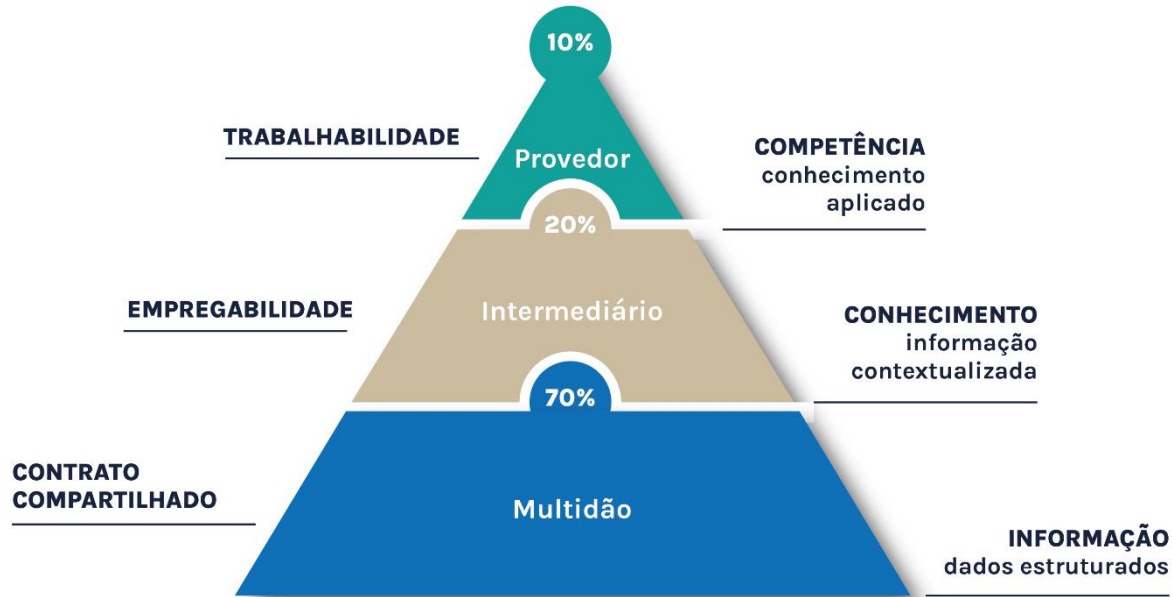 10%
TRABALHABILIDADE
Provedor
COMPETÊNCIA
conhecimento
aplicado
20%
EMPREGABILIDADE
Intermediário
CONHECIMENTO
informação
contextualizada
70%
CONTRATO
COMPARTILHADO
Multidão
INFORMAÇÃO
dados estruturados